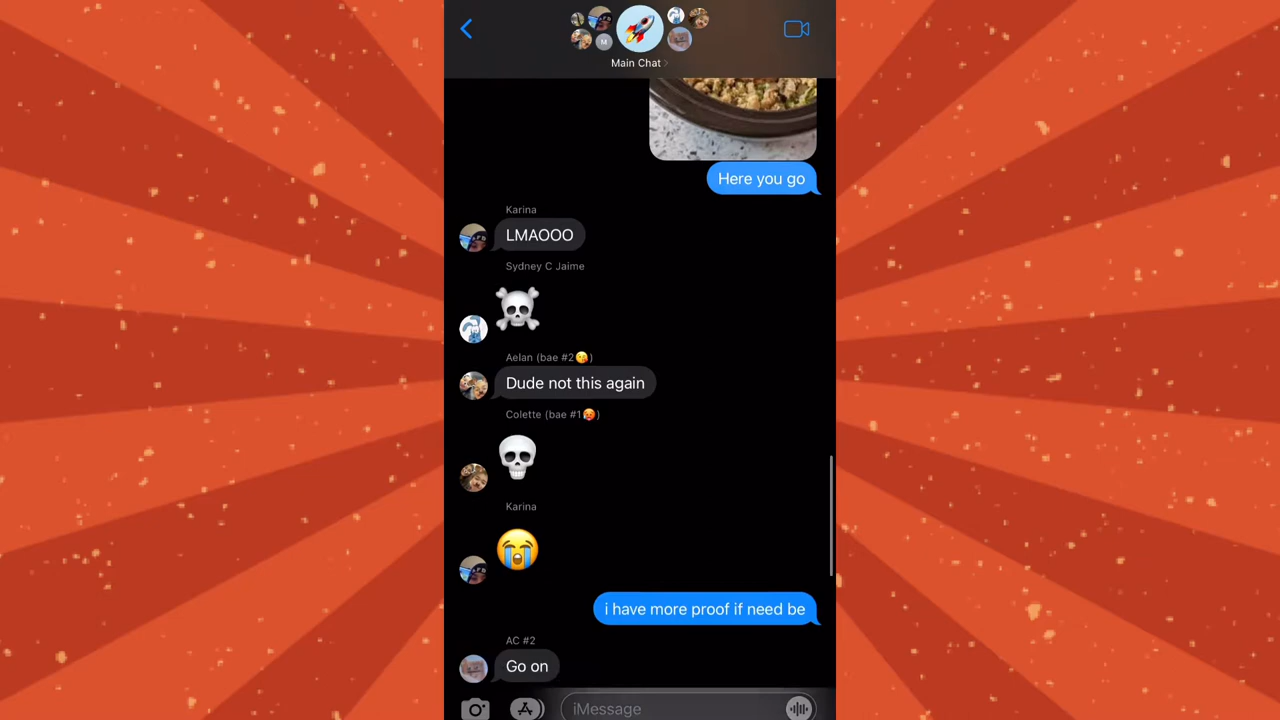 M
Main Chat
Here you go
Karina
LMAOOO
Sydney C Jaime
☠️
Aelan (bae #2😘)
Dude not this again
Colette (bae #1🥵)
💀
Karina
😭
i have more proof if need be
AC #2
Go on
iMessage